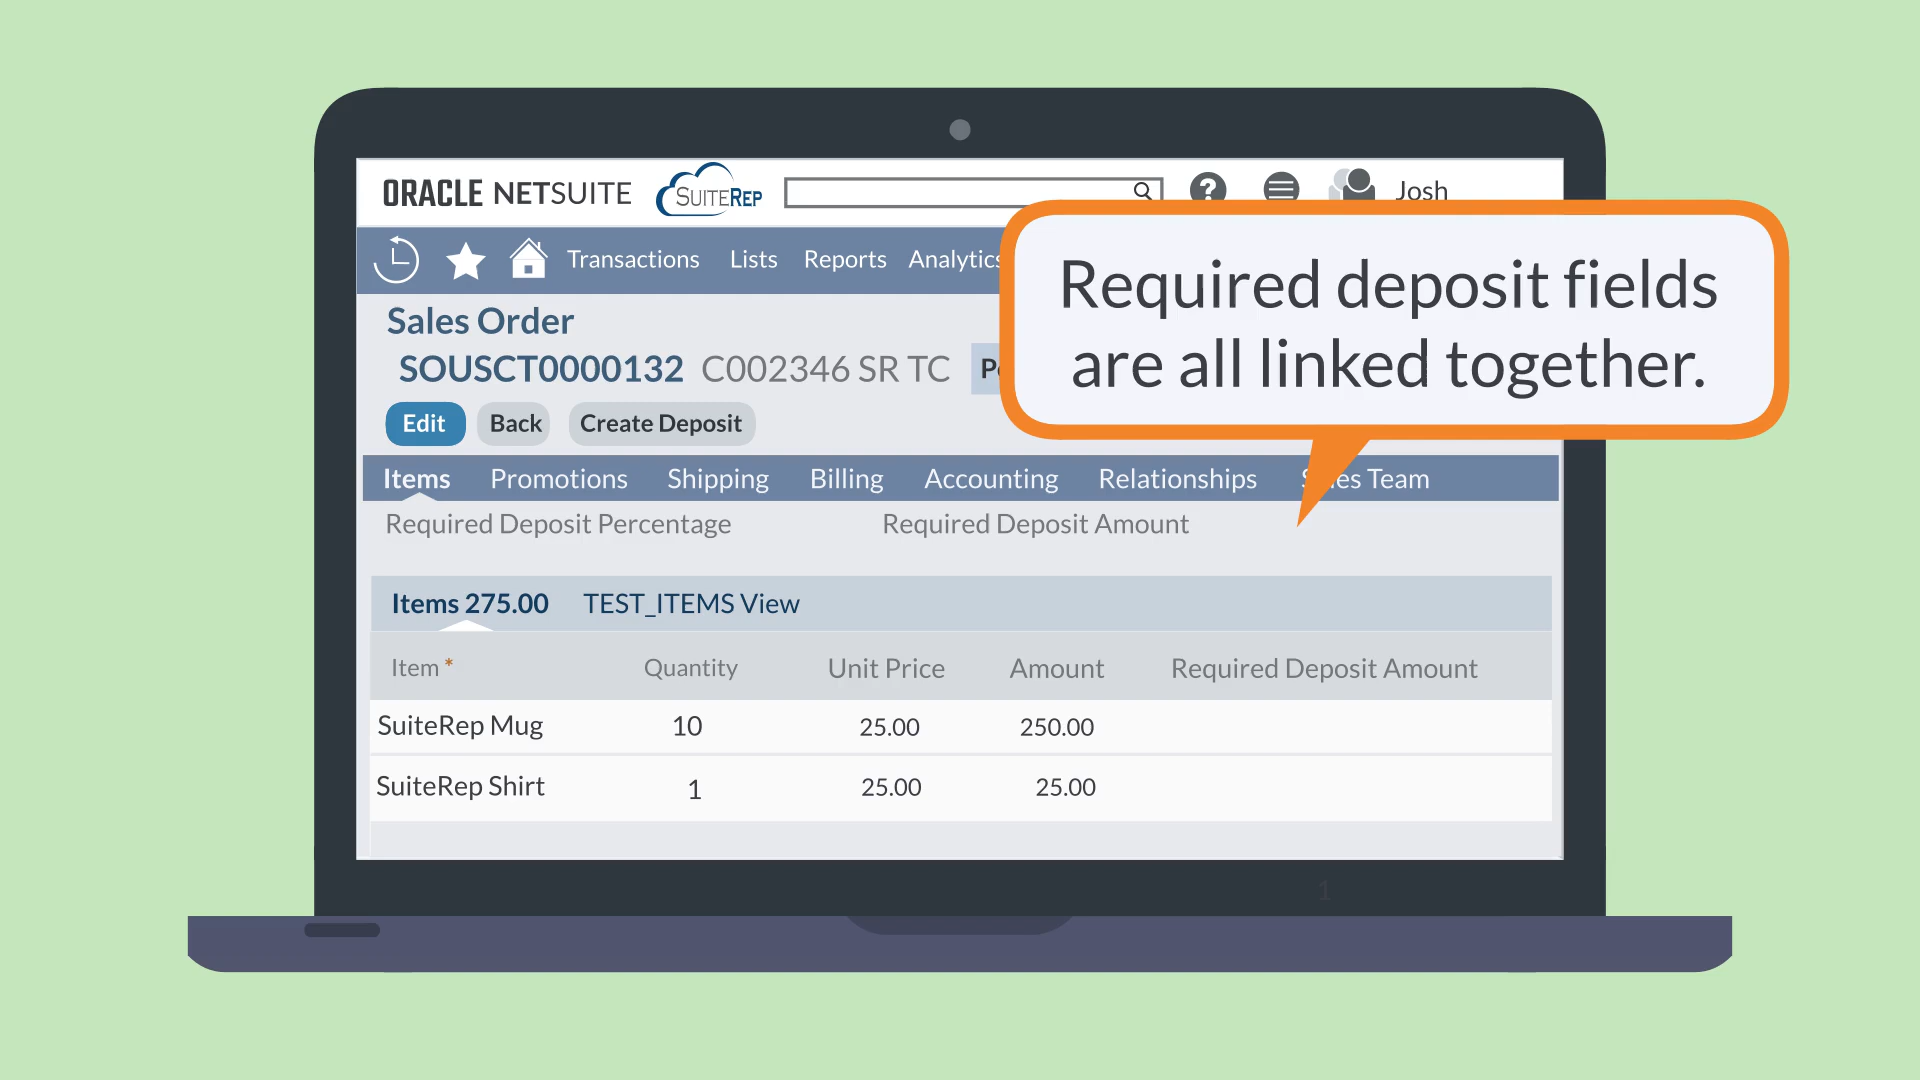 ORACLE NETSUITE SUITEREP Josh
Transactions Lists Reports Analytics
Required deposit fields
are all linked together.
Sales Order
SOUSCT0000132 C002346 SR TC
Edit Back Create Deposit
Items Promotions Shipping Billing Accounting Relationships Sales Team
Required Deposit Percentage Required Deposit Amount
Items 275.00 TEST_ITEMS View
Item * Quantity Unit Price Amount Required Deposit Amount
SuiteRep Mug 10 25.00 250.00
SuiteRep Shirt 1 25.00 25.00
1